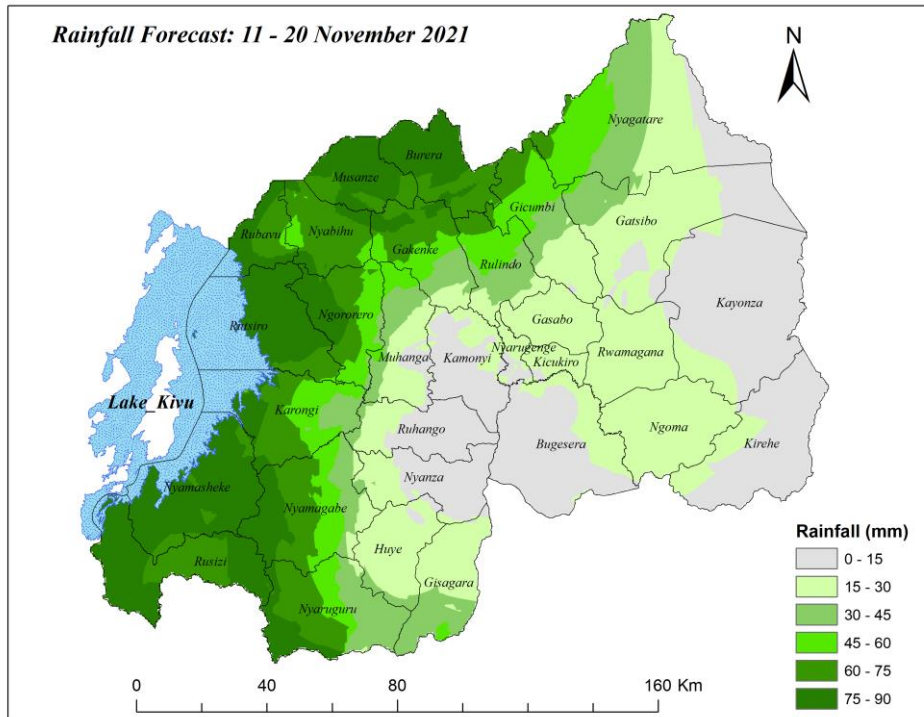 Rainfall Forecast: 11 - 20 November 2021
N
Nyagatare
Burera
Musanze
Gicumbi
Gatsibo
Rubavu
Nyabihu
Gakenke
Rulindo
Kayonza
Rutsiro
Ngororero
Gasabo
Muhanga
Kamonyi
Nyarugenge
Kicukiro
Rwamagana
Lake_Kivu
Karongi
Ruhango
Bugesera
Ngoma
Kirehe
Nyamasheke
Nyanza
Nyamagabe
Huye
Rusizi
Gisagara
Nyaruguru
Rainfall (mm)
0 - 15
15 - 30
30 - 45
45 - 60
60 - 75
75 - 90
0 40 80 160 Km